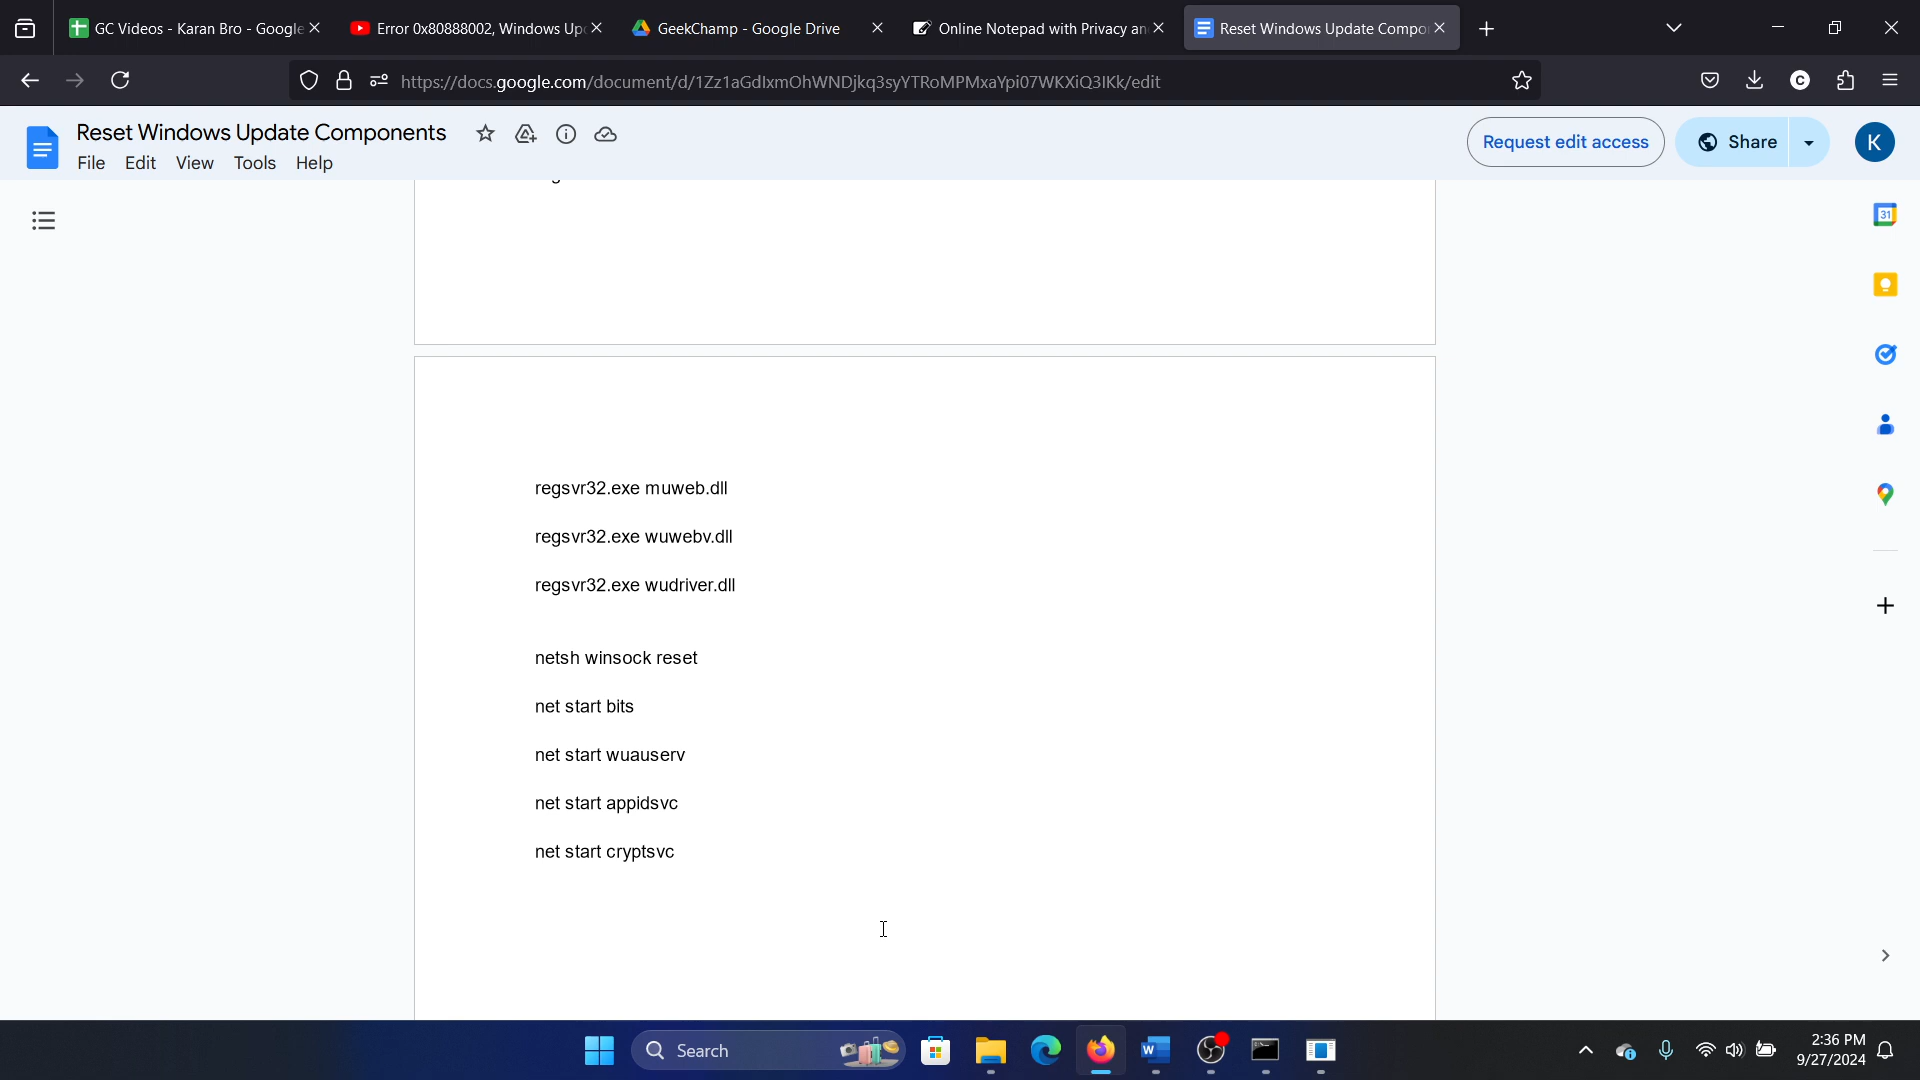 GC Videos - Karan Bro - Google
Error 0x80888002, Windows Up
GeekChamp - Google Drive
Online Notepad with Privacy an
Reset Windows Update Compo
https://docs.google.com/document/d/1Zz1aGdlxmOhWNDjkq3syYTRoMPMxaYpi07WKXiQ3IKk/edit
C
Reset Windows Update Components
File Edit View Tools Help
Request edit access
Share
K
31
regsvr32.exe muweb.dll
regsvr32.exe wuwebv.dll
regsvr32.exe wudriver.dll
netsh winsock reset
net start bits
net start wuauserv
net start appidsvc
net start cryptsvc
Search
2:36 PM
9/27/2024